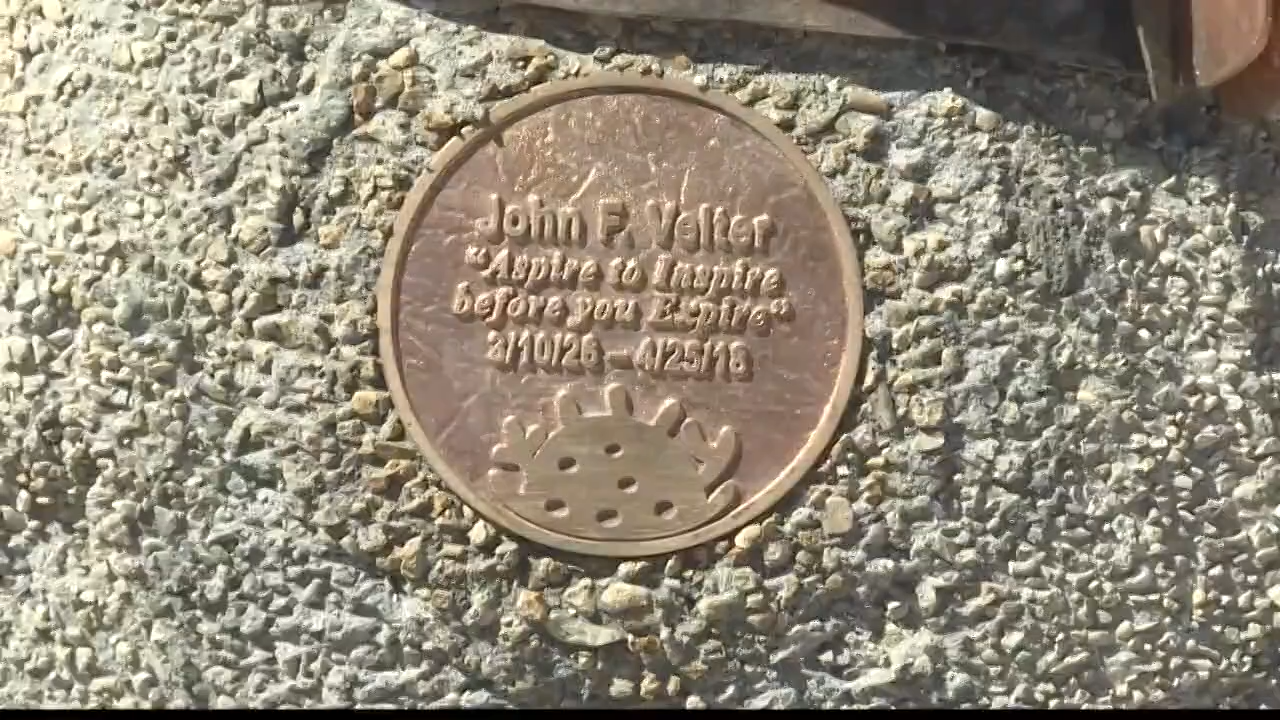 John F. Velter
“Aspire to Inspire
before you Expire”
3/10/26 – 4/25/18